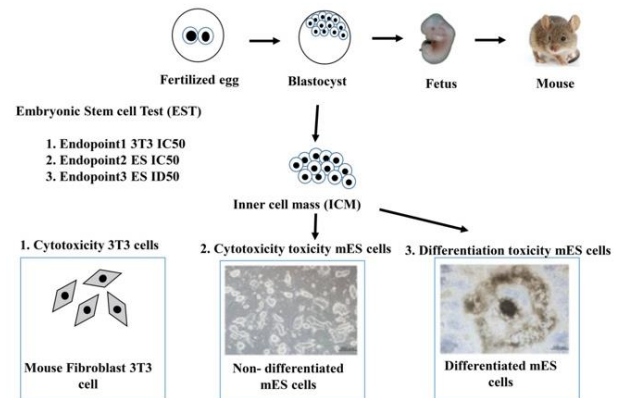 Fertilized egg
Blastocyst
Fetus
Mouse
Embryonic Stem cell Test (EST)
1. Endopoint1 3T3 IC50
2. Endpoint2 ES IC50
3. Endpoint3 ES ID50
Inner cell mass (ICM)
1. Cytotoxicity 3T3 cells
2. Cytotoxicity toxicity mES cells
3. Differentiation toxicity mES cells
Mouse Fibroblast 3T3
cell
Non- differentiated
mES cells
Differentiated mES
cells